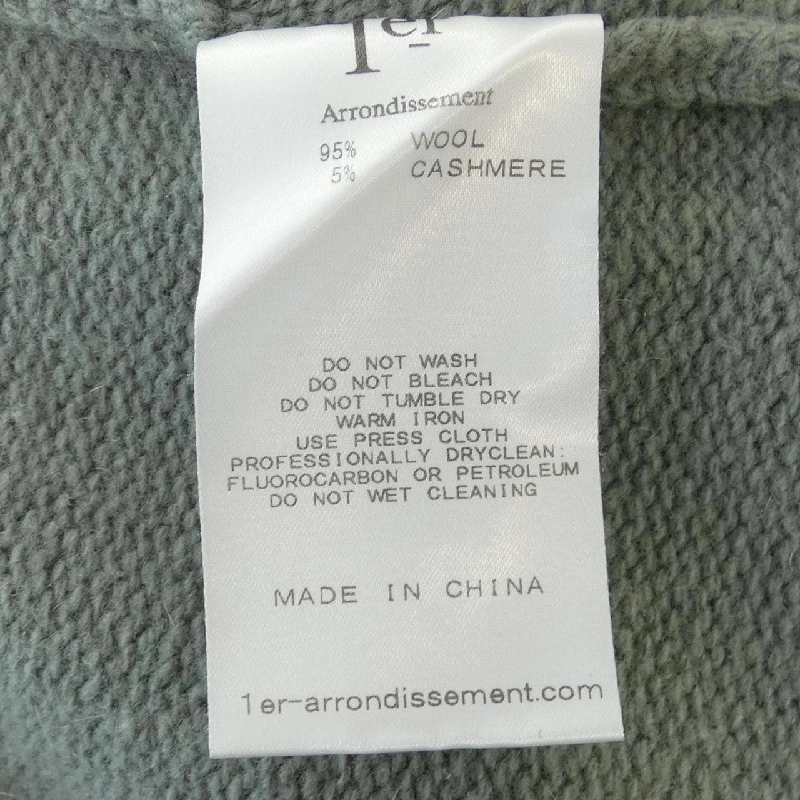 1er
Arrondissement
95% WOOL
5% CASHMERE
DO NOT WASH
DO NOT BLEACH
DO NOT TUMBLE DRY
WARM IRON
USE PRESS CLOTH
PROFESSIONALLY DRYCLEAN:
FLUOROCARBON OR PETROLEUM
DO NOT WET CLEANING
MADE IN CHINA
1er-arrondissement.com